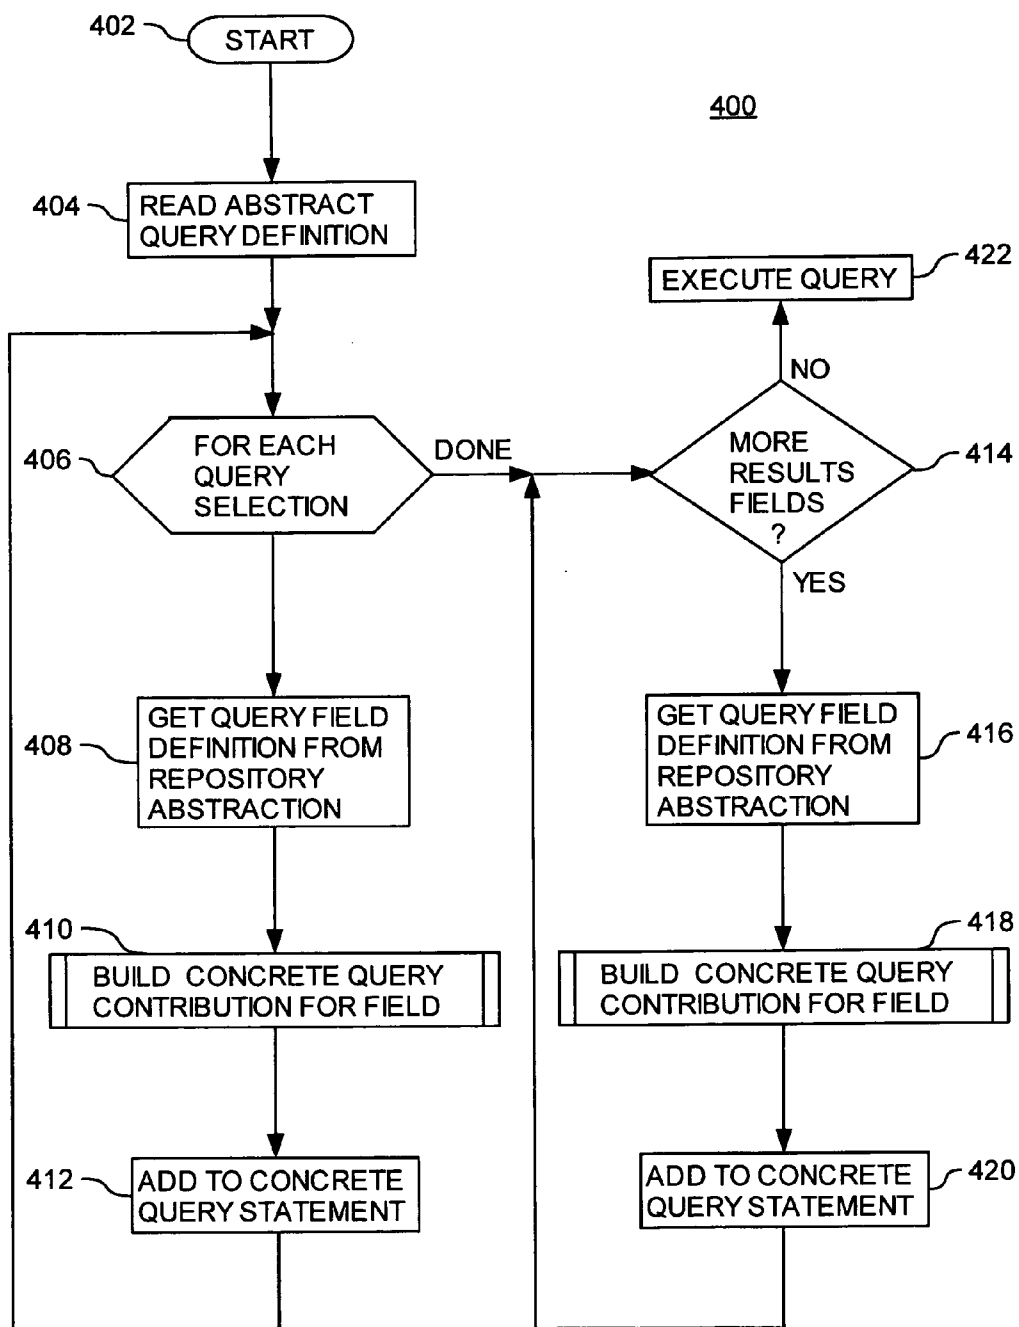 402
START
400
404
READ ABSTRACT
QUERY DEFINITION
422
EXECUTE QUERY
NO
406
FOR EACH
QUERY
SELECTION
DONE
MORE
RESULTS
FIELDS
?
414
YES
408
GET QUERY FIELD
DEFINITION FROM
REPOSITORY
ABSTRACTION
GET QUERY FIELD
DEFINITION FROM
REPOSITORY
ABSTRACTION
416
410
BUILD CONCRETE QUERY
CONTRIBUTION FOR FIELD
418
BUILD CONCRETE QUERY
CONTRIBUTION FOR FIELD
412
ADD TO CONCRETE
QUERY STATEMENT
ADD TO CONCRETE
QUERY STATEMENT
420